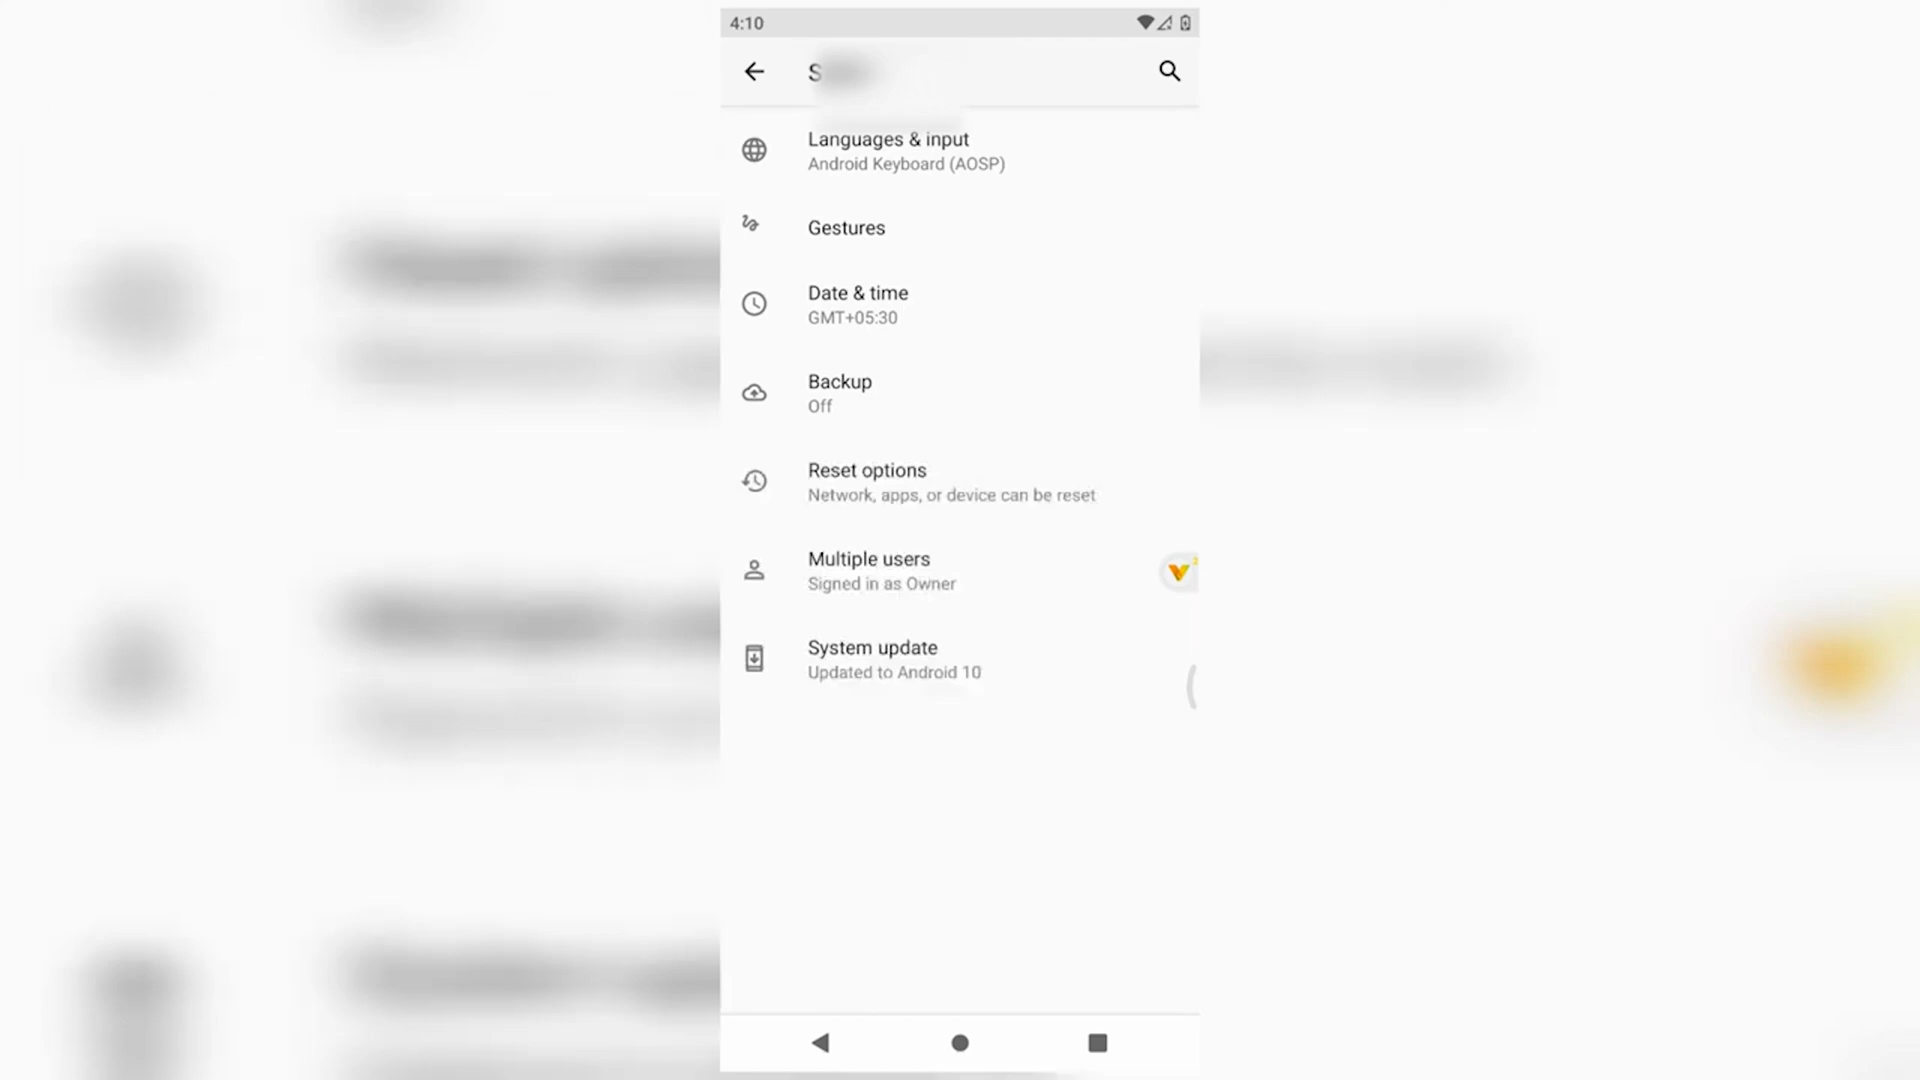 4:10
Languages & input
Android Keyboard (AOSP)
Gestures
Date & time
GMT+05:30
Backup
Off
Reset options
Network, apps, or device can be reset
Multiple users
Signed in as Owner
System update
Updated to Android 10